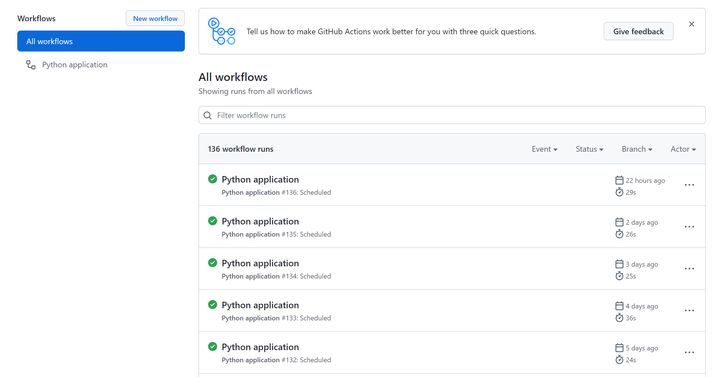 Workflows
New workflow
All workflows
Python application
Tell us how to make GitHub Actions work better for you with three quick questions.
Give feedback
All workflows
Showing runs from all workflows
Filter workflow runs
136 workflow runs
Event
Status
Branch
Actor
Python application
22 hours ago
Python application #136: Scheduled
29s
Python application
2 days ago
Python application #135: Scheduled
26s
Python application
3 days ago
Python application #134: Scheduled
25s
Python application
4 days ago
Python application #133: Scheduled
36s
Python application
5 days ago
Python application #132: Scheduled
24s